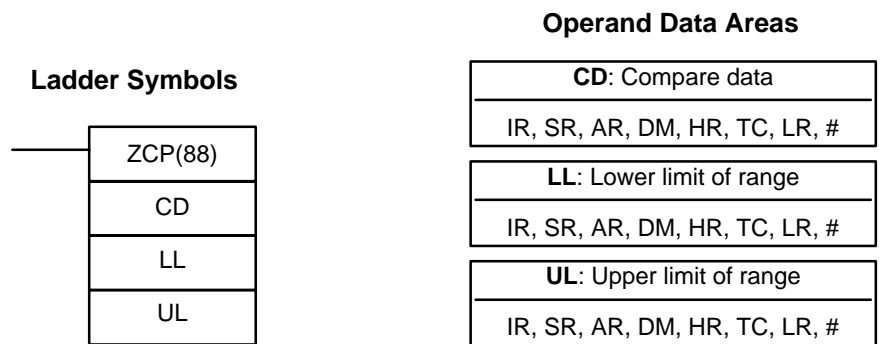 Operand Data Areas
Ladder Symbols
CD: Compare data
IR, SR, AR, DM, HR, TC, LR, #
ZCP(88)
CD
LL
UL
LL: Lower limit of range
IR, SR, AR, DM, HR, TC, LR, #
UL: Upper limit of range
IR, SR, AR, DM, HR, TC, LR, #